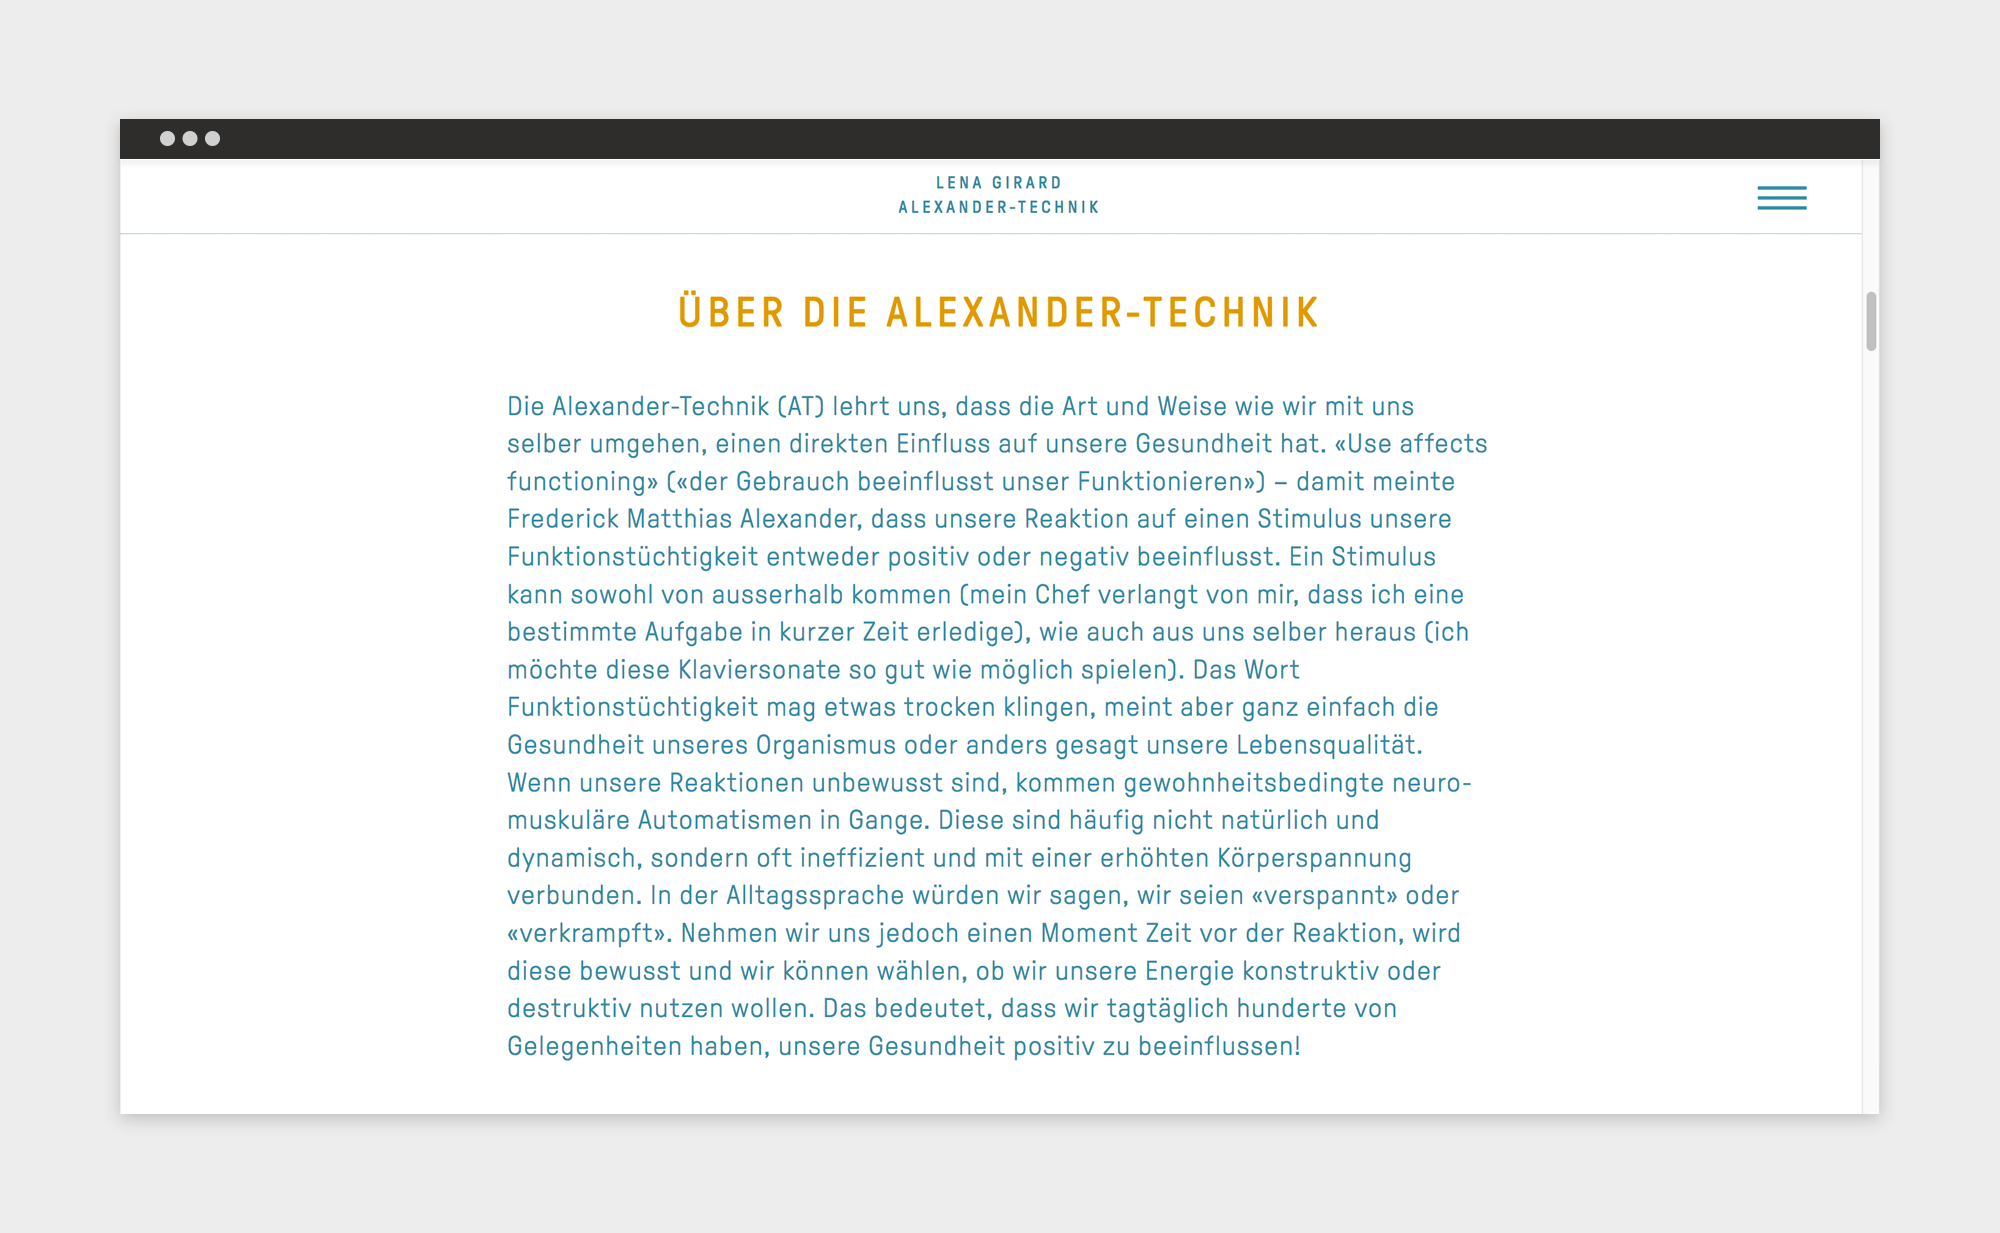 LENA GIRARD
ALEXANDER-TECHNIK
ÜBER DIE ALEXANDER-TECHNIK
Die Alexander-Technik (AT) lehrt uns, dass die Art und Weise wie wir mit uns
selber umgehen, einen direkten Einfluss auf unsere Gesundheit hat. «Use affects
functioning» («der Gebrauch beeinflusst unser Funktionieren») – damit meinte
Frederick Matthias Alexander, dass unsere Reaktion auf einen Stimulus unsere
Funktionstüchtigkeit entweder positiv oder negativ beeinflusst. Ein Stimulus
kann sowohl von ausserhalb kommen (mein Chef verlangt von mir, dass ich eine
bestimmte Aufgabe in kurzer Zeit erledige), wie auch aus uns selber heraus (ich
möchte diese Klaviersonate so gut wie möglich spielen). Das Wort
Funktionstüchtigkeit mag etwas trocken klingen, meint aber ganz einfach die
Gesundheit unseres Organismus oder anders gesagt unsere Lebensqualität.
Wenn unsere Reaktionen unbewusst sind, kommen gewohnheitsbedingte neuro-
muskuläre Automatismen in Gange. Diese sind häufig nicht natürlich und
dynamisch, sondern oft ineffizient und mit einer erhöhten Körperspannung
verbunden. In der Alltagssprache würden wir sagen, wir seien «verspannt» oder
«verkrampft». Nehmen wir uns jedoch einen Moment Zeit vor der Reaktion, wird
diese bewusst und wir können wählen, ob wir unsere Energie konstruktiv oder
destruktiv nutzen wollen. Das bedeutet, dass wir tagtäglich hunderte von
Gelegenheiten haben, unsere Gesundheit positiv zu beeinflussen!